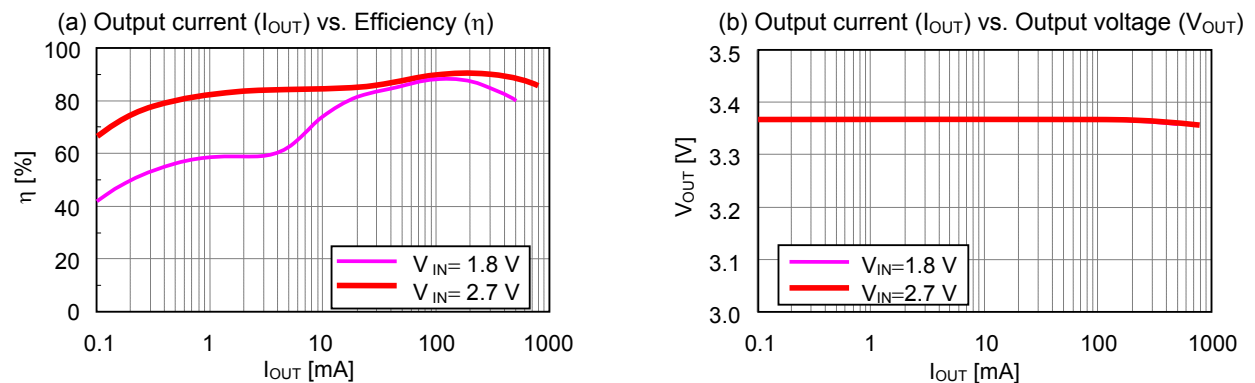 (a) Output current (IOUT) vs. Efficiency (η)
100
80
60
40
20
0
η [%]
VIN= 1.8 V
VIN= 2.7 V
0.1 1 10 100 1000
IOUT [mA]
(b) Output current (IOUT) vs. Output voltage (VOUT)
3.5
3.4
3.3
3.2
3.1
3.0
VOUT [V]
VIN=1.8 V
VIN=2.7 V
0.1 1 10 100 1000
IOUT [mA]